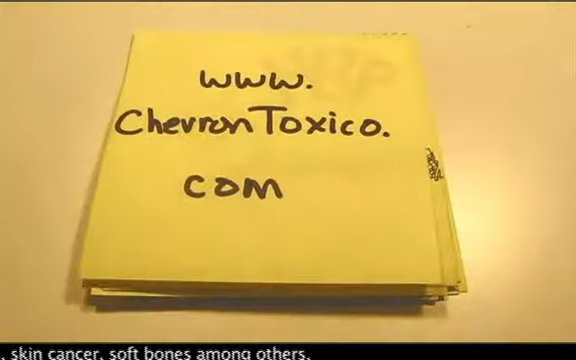 www.
ChevronToxico.
com
, skin cancer, soft bones among others.